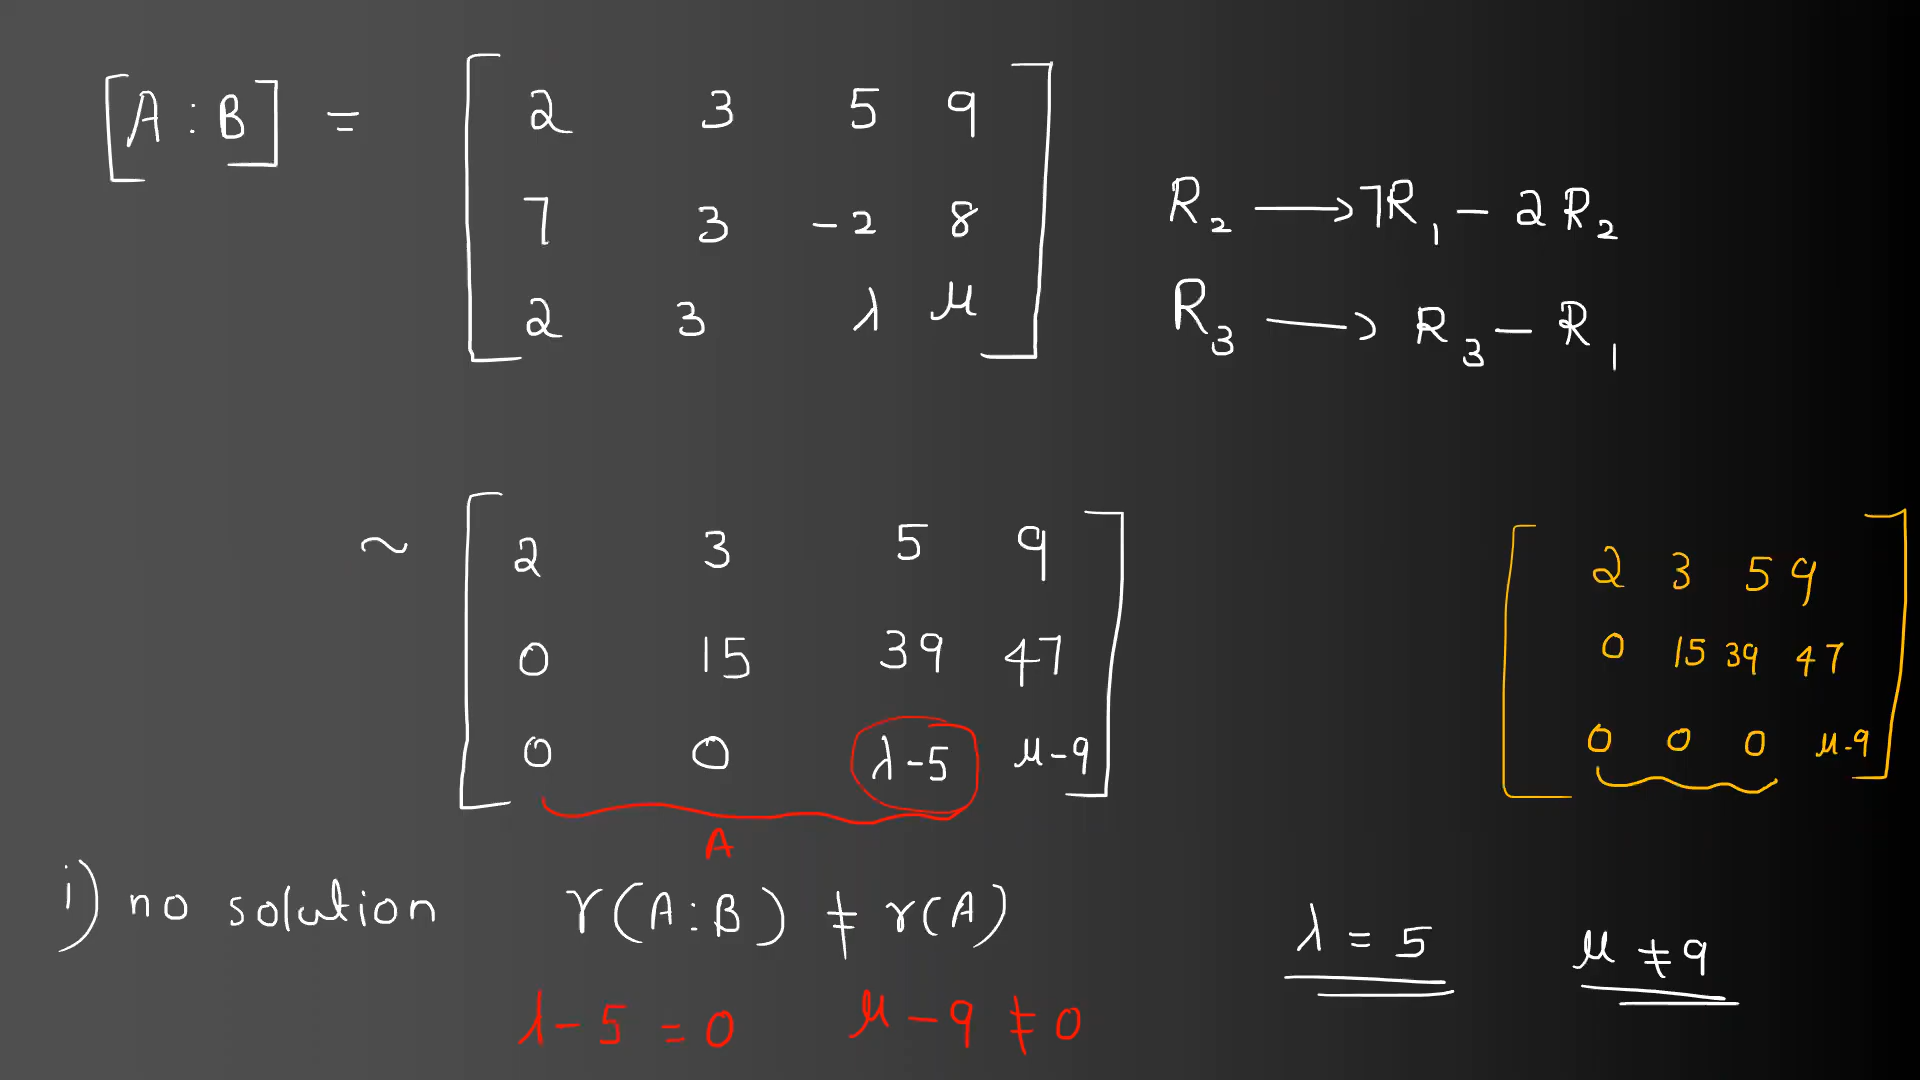 [A : B] = [ 2 3 5 9
7 3 -2 8
2 3 λ μ ]
R₂ ⟶ 7R₁ - 2R₂
R₃ ⟶ R₃ - R₁
~ [ 2 3 5 9
0 15 39 47
0 0 λ-5 μ-9 ]
A
[ 2 3 5 9
0 15 39 47
0 0 0 μ-9 ]
i) no solution r(A:B) ≠ r(A)
λ - 5 = 0 μ - 9 ≠ 0
λ = 5 μ ≠ 9